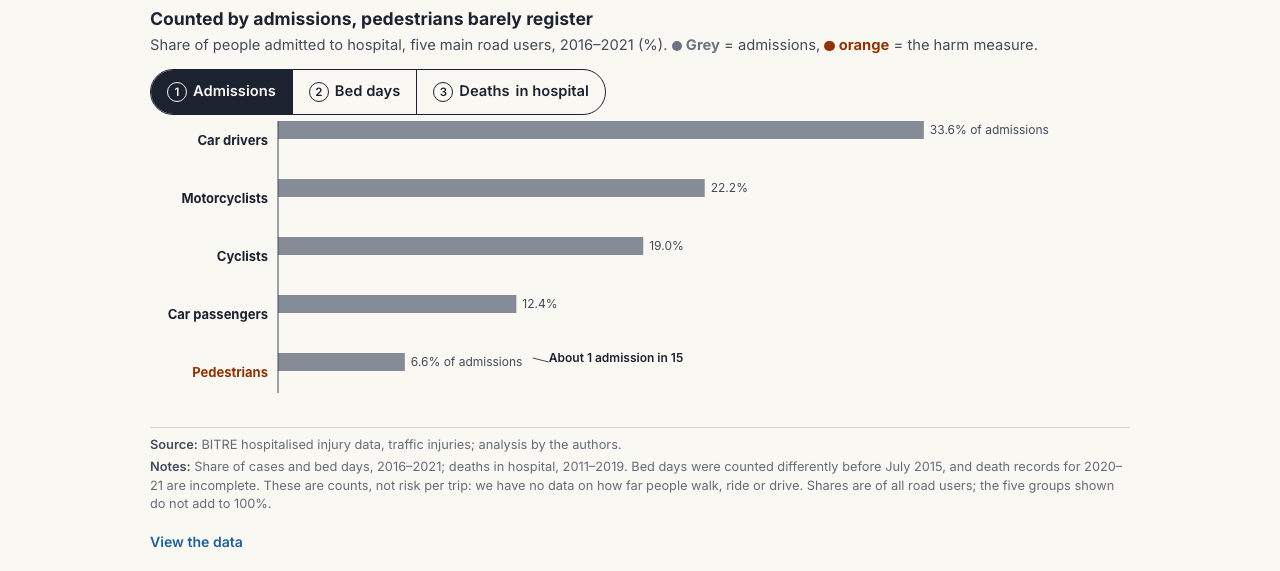 Counted by admissions, pedestrians barely register
Share of people admitted to hospital, five main road users, 2016–2021 (%). Grey = admissions, orange = the harm measure.
1 Admissions 2 Bed days 3 Deaths in hospital
Car drivers 33.6% of admissions
Motorcyclists 22.2%
Cyclists 19.0%
Car passengers 12.4%
Pedestrians 6.6% of admissions About 1 admission in 15
Source: BITRE hospitalised injury data, traffic injuries; analysis by the authors.
Notes: Share of cases and bed days, 2016–2021; deaths in hospital, 2011–2019. Bed days were counted differently before July 2015, and death records for 2020–
21 are incomplete. These are counts, not risk per trip: we have no data on how far people walk, ride or drive. Shares are of all road users; the five groups shown
do not add to 100%.
View the data